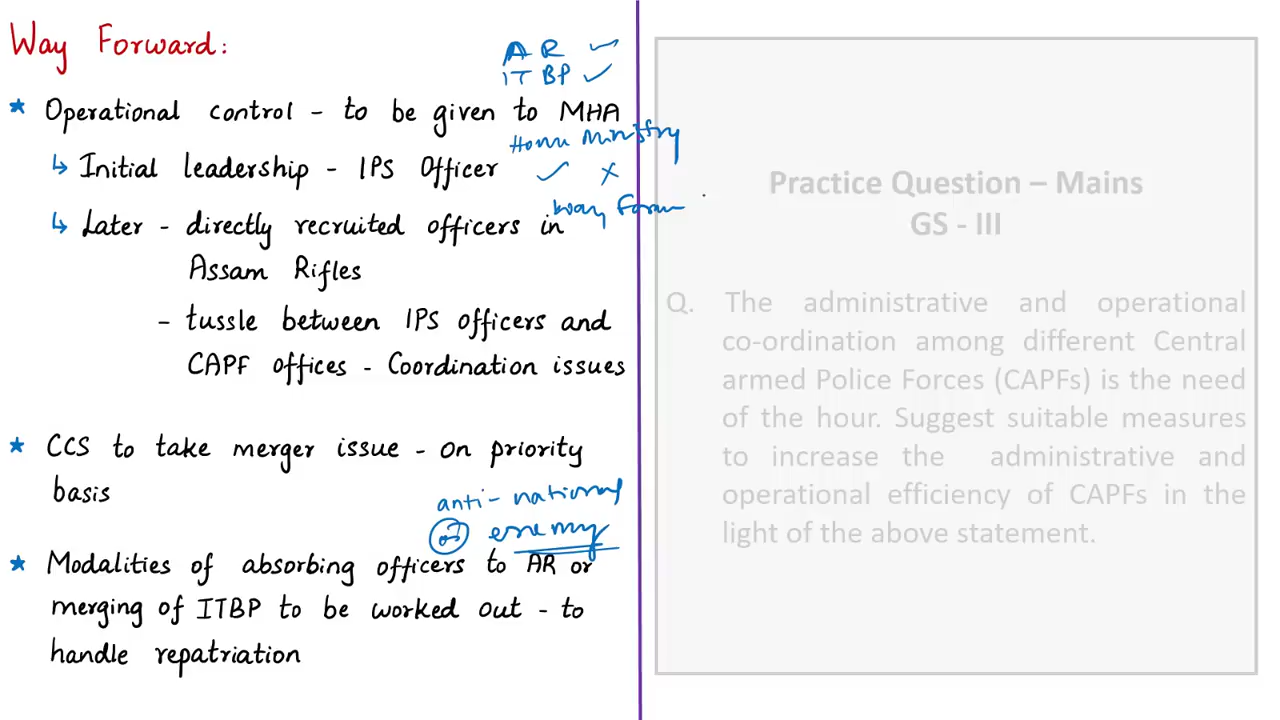 Way Forward:
AR
ITBP
* Operational control - to be given to MHA
Home Ministry
↳ Initial leadership - IPS Officer
Way Forw
↳ Later - directly recruited officers in
Assam Rifles
- tussle between IPS officers and
CAPF offices - Coordination issues
* CCS to take merger issue - on priority
basis
anti-national
enemy
* Modalities of absorbing officers to AR or
merging of ITBP to be worked out - to
handle repatriation
Practice Question – Mains
GS - III
Q. The administrative and operational
co-ordination among different Central
armed Police Forces (CAPFs) is the need
of the hour. Suggest suitable measures
to increase the administrative and
operational efficiency of CAPFs in the
light of the above statement.